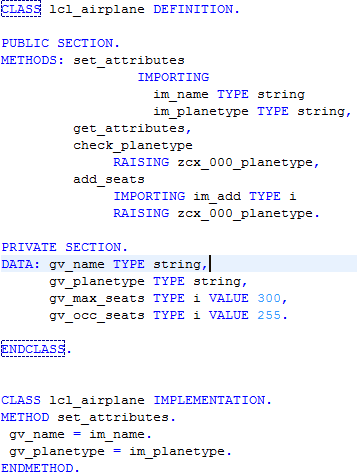 CLASS lcl_airplane DEFINITION.
PUBLIC SECTION.
METHODS: set_attributes
IMPORTING
im_name TYPE string
im_planetype TYPE string,
get_attributes,
check_planetype
RAISING zcx_000_planetype,
add_seats
IMPORTING im_add TYPE i
RAISING zcx_000_planetype.
PRIVATE SECTION.
DATA: gv_name TYPE string,
gv_planetype TYPE string,
gv_max_seats TYPE i VALUE 300,
gv_occ_seats TYPE i VALUE 255.
ENDCLASS.
CLASS lcl_airplane IMPLEMENTATION.
METHOD set_attributes.
gv_name = im_name.
gv_planetype = im_planetype.
ENDMETHOD.